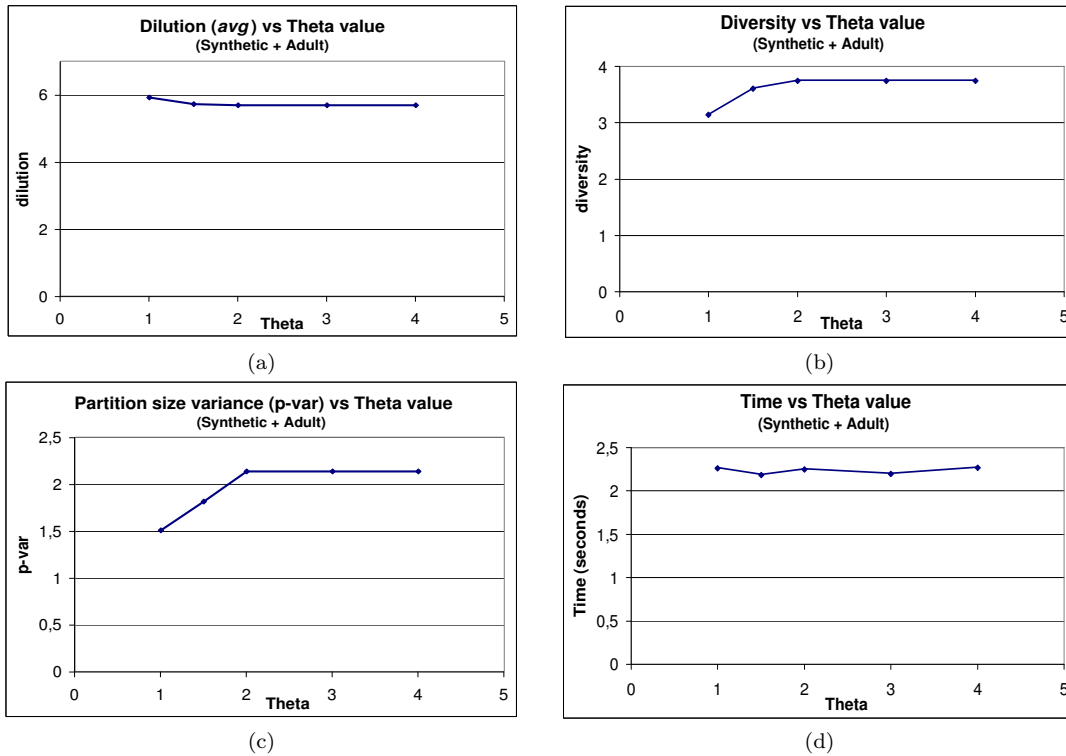 Dilution (avg) vs Theta value
(Synthetic + Adult)
dilution
6
4
2
0
0 1 2 3 4 5
Theta
(a)
Diversity vs Theta value
(Synthetic + Adult)
diversity
4
3
2
1
0
0 1 2 3 4 5
Theta
(b)
Partition size variance (p-var) vs Theta value
(Synthetic + Adult)
p-var
2,5
2
1,5
1
0,5
0
0 1 2 3 4 5
Theta
(c)
Time vs Theta value
(Synthetic + Adult)
Time (seconds)
2,5
2
1,5
1
0,5
0
0 1 2 3 4 5
Theta
(d)